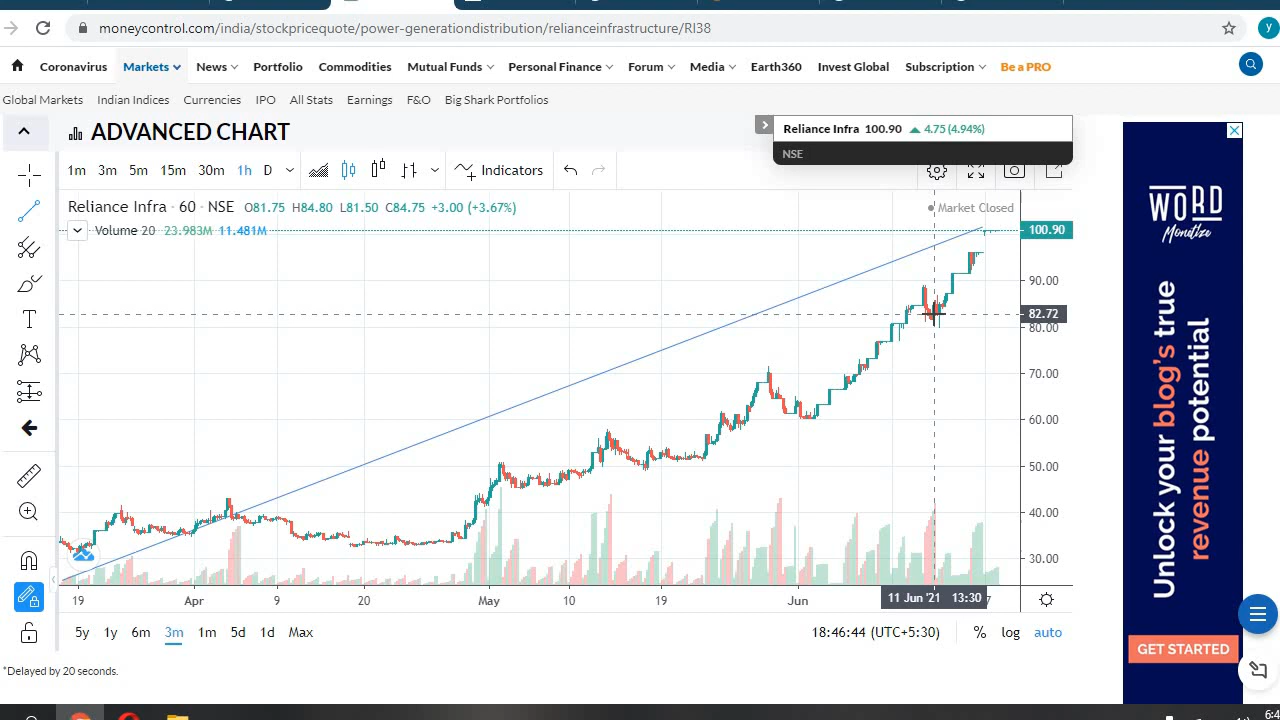 moneycontrol.com/india/stockpricequote/power-generationdistribution/relianceinfrastructure/RI38
y
Coronavirus Markets News Portfolio Commodities Mutual Funds Personal Finance Forum Media Earth360 Invest Global Subscription Be a PRO
Global Markets Indian Indices Currencies IPO All Stats Earnings F&O Big Shark Portfolios
ADVANCED CHART
Reliance Infra 100.90 4.75 (4.94%)
NSE
1m 3m 5m 15m 30m 1h D Indicators
Reliance Infra · 60 · NSE O81.75 H84.80 L81.50 C84.75 +3.00 (+3.67%)
Market Closed
Volume 20 23.983M 11.481M
100.90
90.00
82.72
80.00
70.00
60.00
50.00
40.00
30.00
19 Apr 9 20 May 10 19 Jun 11 Jun '21 13:30 7
5y 1y 6m 3m 1m 5d 1d Max
18:46:44 (UTC+5:30) % log auto
*Delayed by 20 seconds.
WORD
Monetize
Unlock your blog's true
revenue potential
GET STARTED
6:4